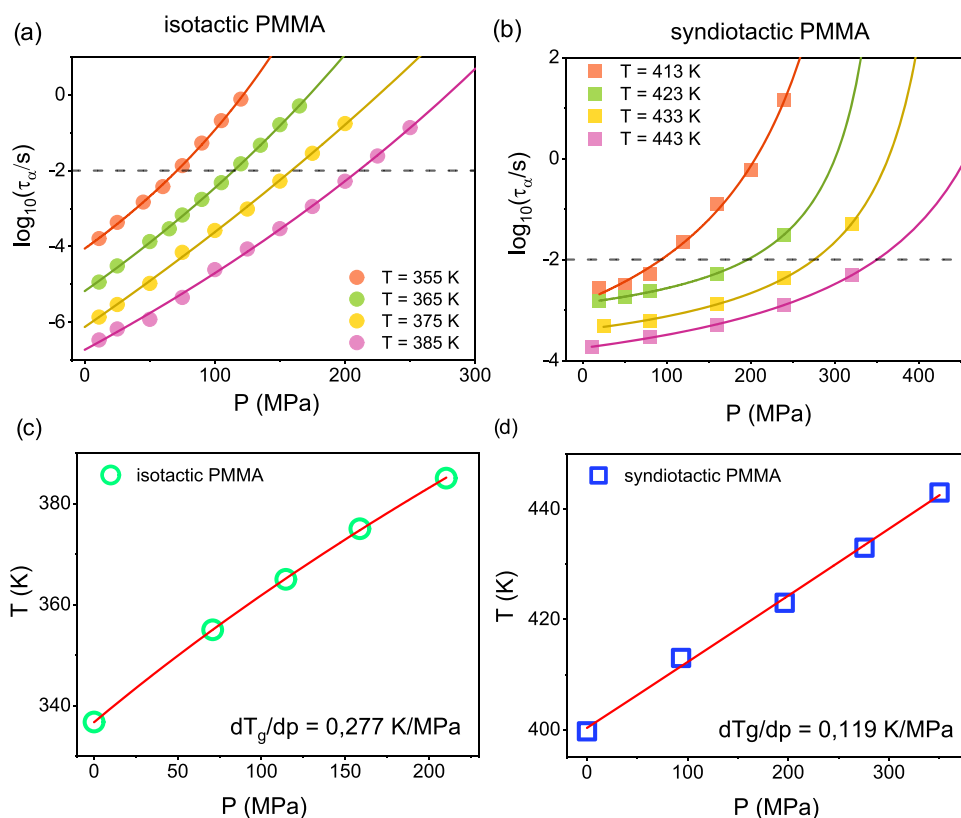 (a)
isotactic PMMA
log10(τα/s)
0
-2
-4
-6
T = 355 K
T = 365 K
T = 375 K
T = 385 K
0
100
200
300
P (MPa)
(b)
syndiotactic PMMA
log10(τα/s)
2
0
-2
-4
T = 413 K
T = 423 K
T = 433 K
T = 443 K
0
100
200
300
400
P (MPa)
(c)
isotactic PMMA
T (K)
380
360
340
dTg/dp = 0,277 K/MPa
0
50
100
150
200
P (MPa)
(d)
syndiotactic PMMA
T (K)
440
420
400
dTg/dp = 0,119 K/MPa
0
100
200
300
P (MPa)